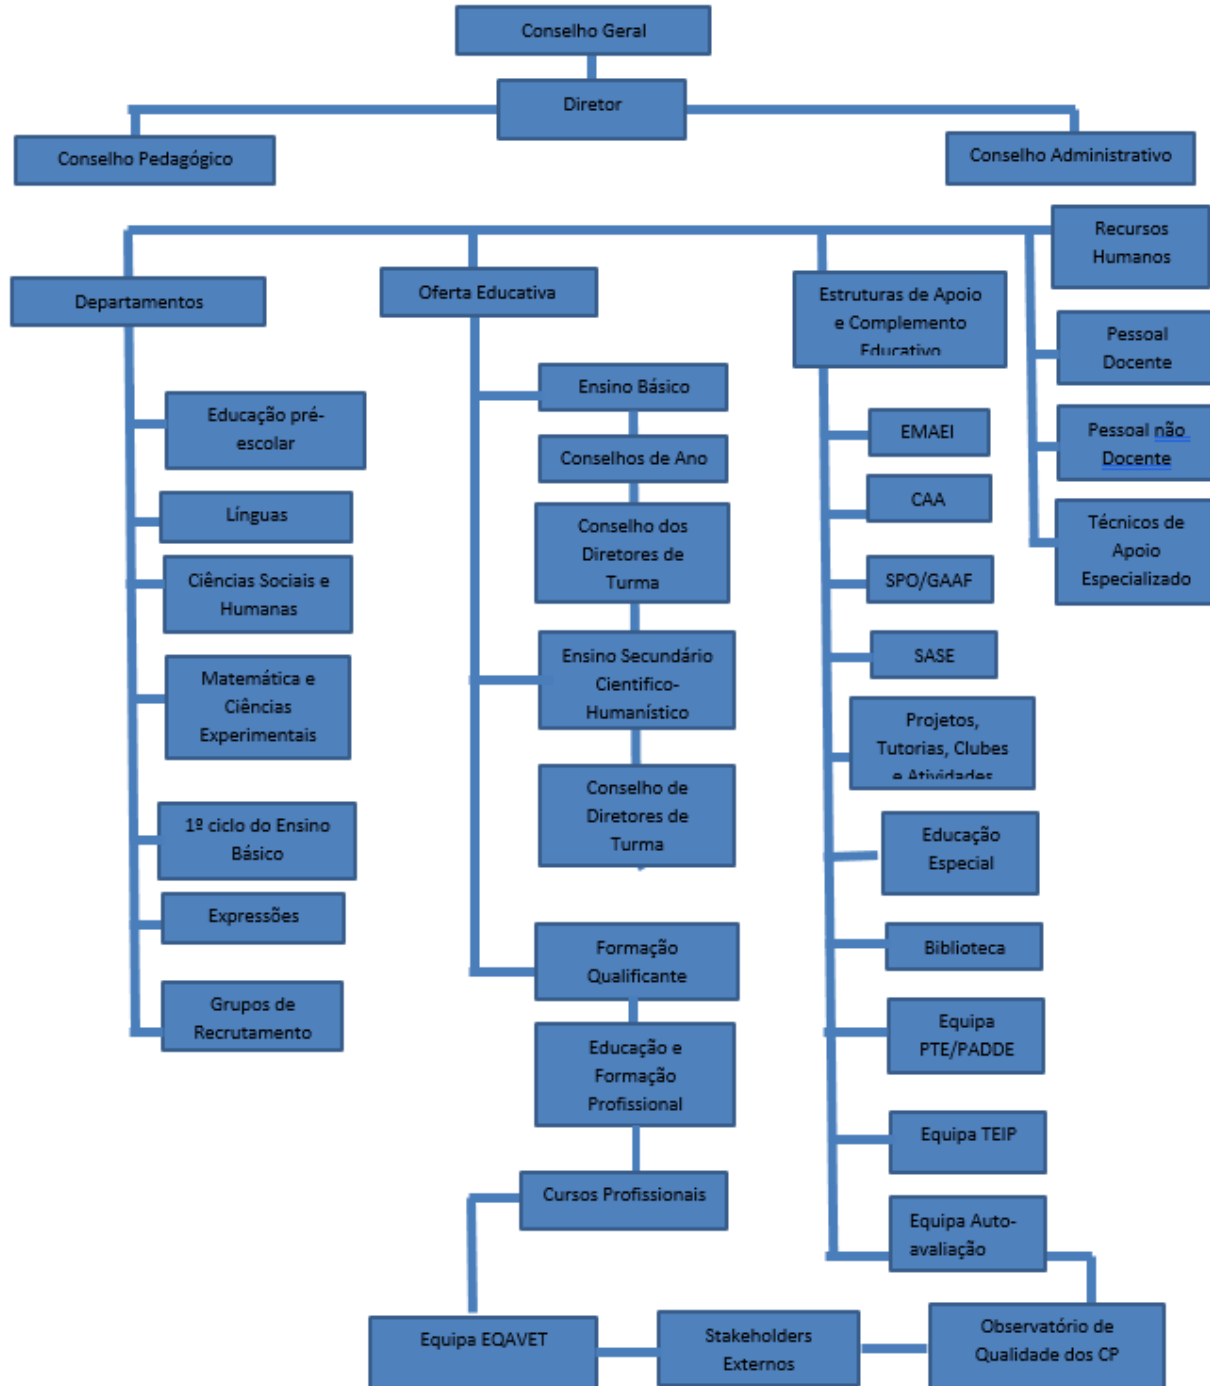 Conselho Geral
Diretor
Conselho Pedagógico
Conselho Administrativo
Recursos
Humanos
Departamentos
Oferta Educativa
Estruturas de Apoio
e Complemento
Educativo
Pessoal
Docente
Pessoal não
Docente
Técnicos de
Apoio
Especializado
Educação pré-
escolar
Línguas
Ciências Sociais e
Humanas
Matemática e
Ciências
Experimentais
1º ciclo do Ensino
Básico
Expressões
Grupos de
Recrutamento
Ensino Básico
Conselhos de Ano
Conselho dos
Diretores de
Turma
Ensino Secundário
Cientifico-
Humanístico
Conselho de
Diretores de
Turma
Formação
Qualificante
Educação e
Formação
Profissional
Cursos Profissionais
EMAEI
CAA
SPO/GAAF
SASE
Projetos,
Tutorias, Clubes
e Atividades
Educação
Especial
Biblioteca
Equipa
PTE/PADDE
Equipa TEIP
Equipa Auto-
avaliação
Equipa EQAVET
Stakeholders
Externos
Observatório de
Qualidade dos CP